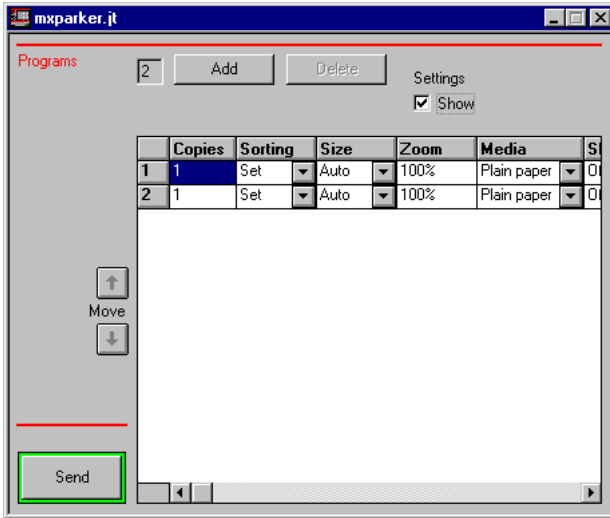 mxparker.jt
Programs
2 Add Delete
Settings
Show
Copies Sorting Size Zoom Media
1 1 Set Auto 100% Plain paper
2 1 Set Auto 100% Plain paper
Move
Send